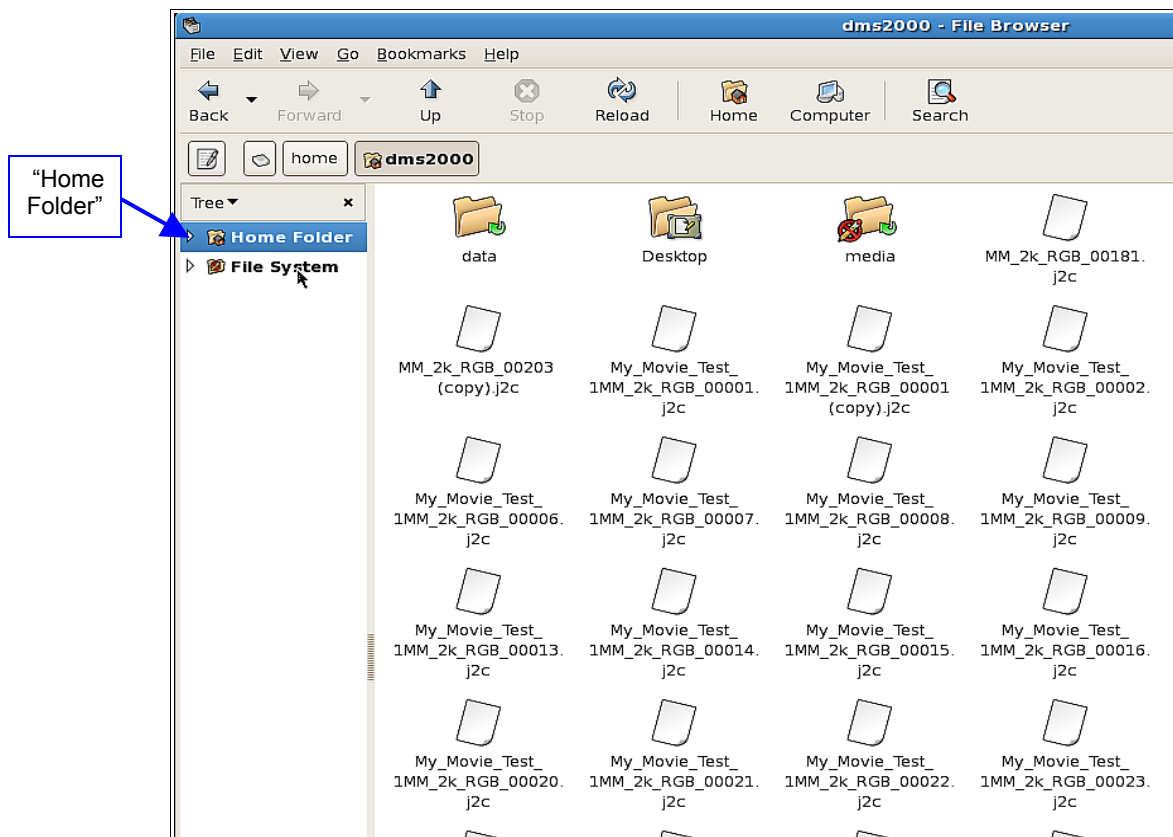 dms2000 - File Browser
File Edit View Go Bookmarks Help
Back Forward Up Stop Reload Home Computer Search
home dms2000
“Home
Folder”
Tree
Home Folder
File System
data Desktop media MM_2k_RGB_00181.
j2c
MM_2k_RGB_00203 My_Movie_Test_ My_Movie_Test_ My_Movie_Test_
(copy).j2c 1MM_2k_RGB_00001. 1MM_2k_RGB_00001 1MM_2k_RGB_00002.
j2c (copy).j2c j2c
My_Movie_Test_ My_Movie_Test_ My_Movie_Test_ My_Movie_Test_
1MM_2k_RGB_00006. 1MM_2k_RGB_00007. 1MM_2k_RGB_00008. 1MM_2k_RGB_00009.
j2c j2c j2c j2c
My_Movie_Test_ My_Movie_Test_ My_Movie_Test_ My_Movie_Test_
1MM_2k_RGB_00013. 1MM_2k_RGB_00014. 1MM_2k_RGB_00015. 1MM_2k_RGB_00016.
j2c j2c j2c j2c
My_Movie_Test_ My_Movie_Test_ My_Movie_Test_ My_Movie_Test_
1MM_2k_RGB_00020. 1MM_2k_RGB_00021. 1MM_2k_RGB_00022. 1MM_2k_RGB_00023.
j2c j2c j2c j2c